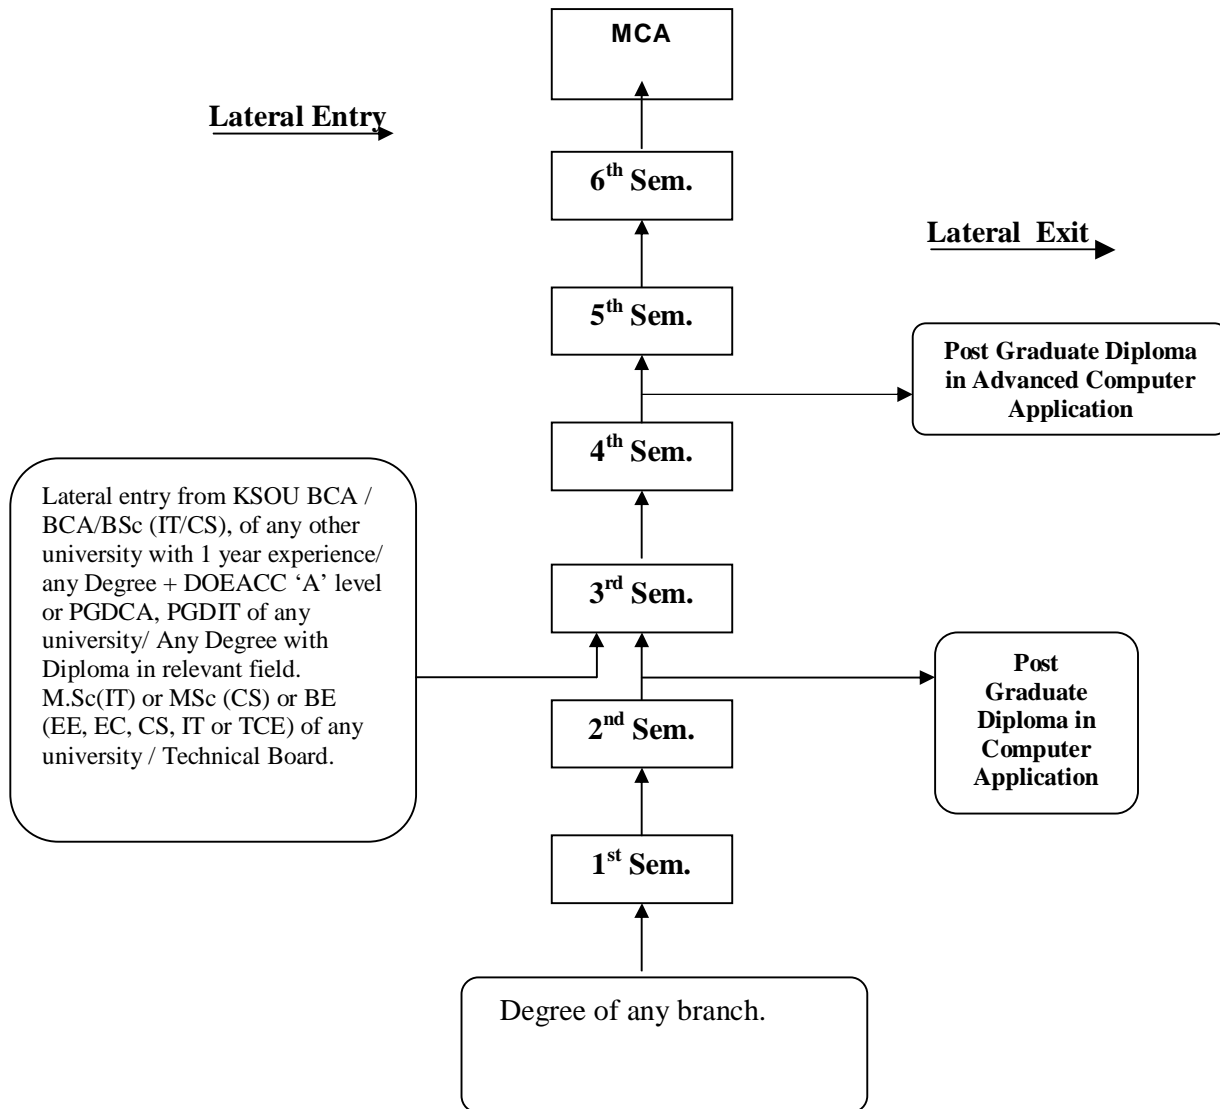 MCA
Lateral Entry
6th Sem.
Lateral Exit
5th Sem.
Post Graduate Diploma
in Advanced Computer
Application
4th Sem.
Lateral entry from KSOU BCA /
BCA/BSc (IT/CS), of any other
university with 1 year experience/
any Degree + DOEACC ‘A’ level
or PGDCA, PGDIT of any
university/ Any Degree with
Diploma in relevant field.
M.Sc(IT) or MSc (CS) or BE
(EE, EC, CS, IT or TCE) of any
university / Technical Board.
3rd Sem.
Post
Graduate
Diploma in
Computer
Application
2nd Sem.
1st Sem.
Degree of any branch.